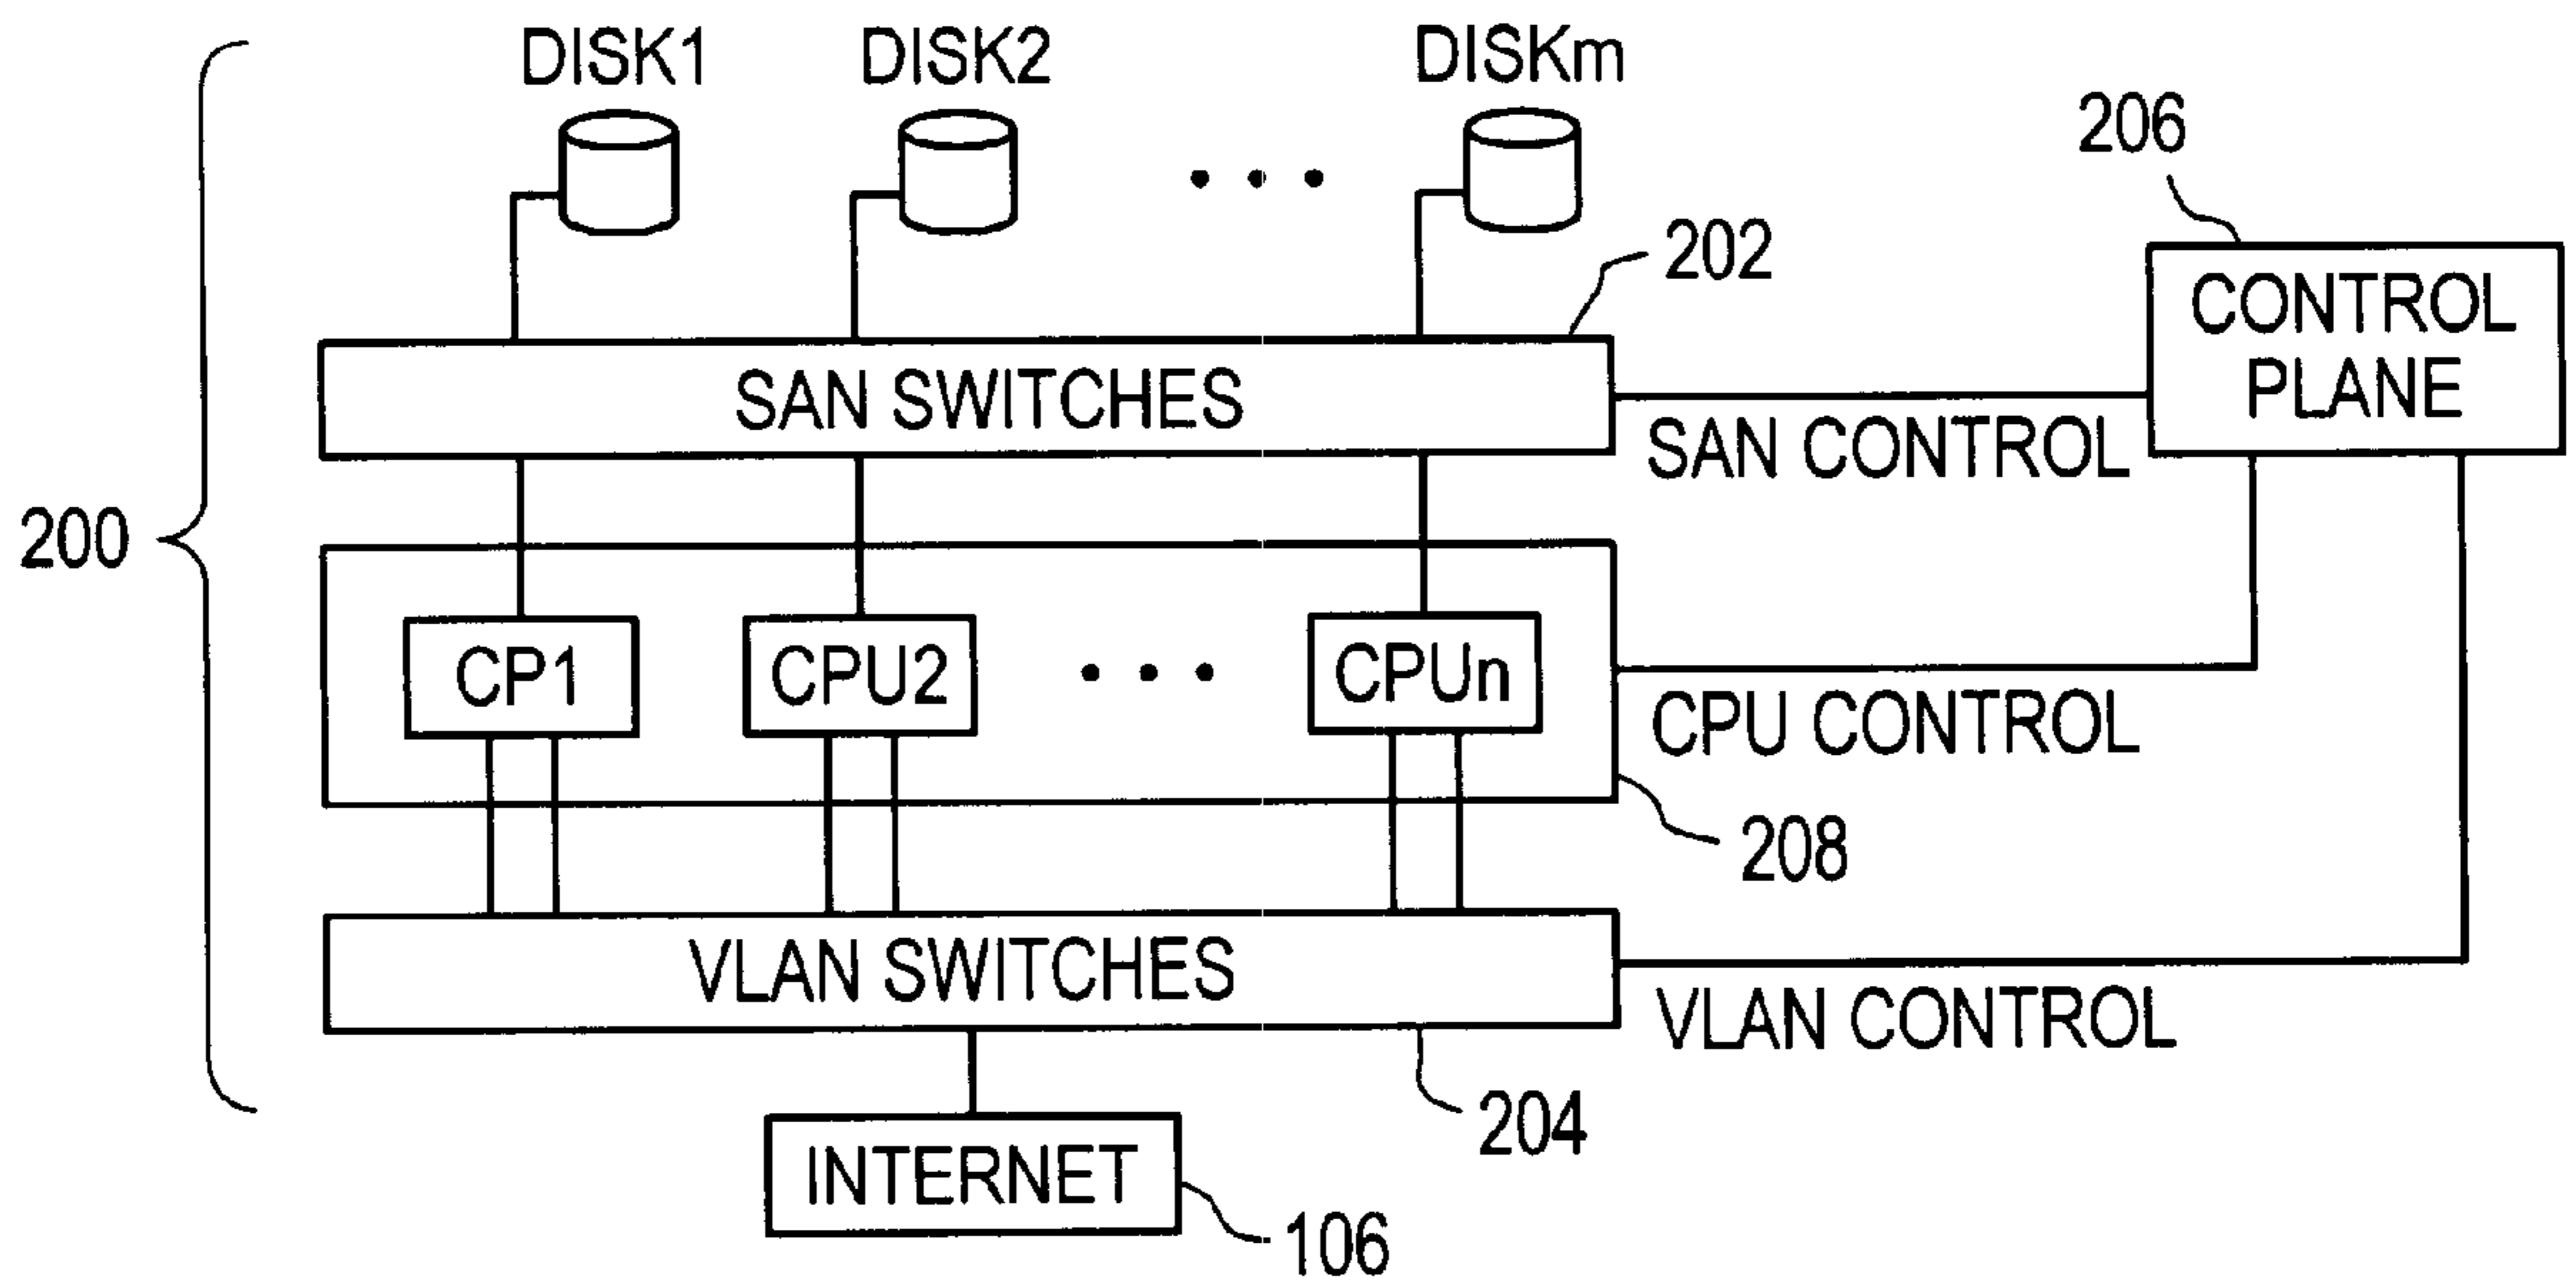 DISK1
DISK2
DISKm
206
202
CONTROL
PLANE
SAN SWITCHES
SAN CONTROL
200
CP1
CPU2
CPUn
CPU CONTROL
208
VLAN SWITCHES
VLAN CONTROL
204
INTERNET
106